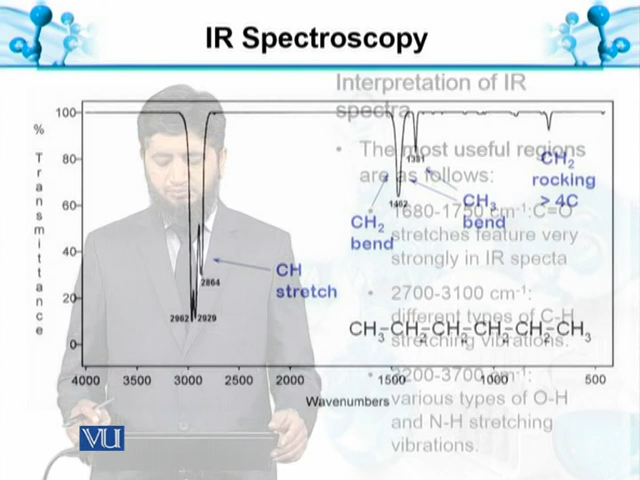 IR Spectroscopy
Interpretation of IR
spectra
• The most useful regions
are as follows:
• 1680-1750 cm⁻¹:C=O
stretches feature very
strongly in IR specta
• 2700-3100 cm⁻¹:
different types of C-H
stretching vibrations.
• 3200-3700 cm⁻¹:
various types of O-H
and N-H stretching
vibrations.
% Transmittance
100
80
60
40
20
0
4000 3500 3000 2500 2000 1500 1000 500
Wavenumbers
2962
2929
2864
CH
stretch
1462
1381
CH₂
bend
CH₃
bend
CH₂
rocking
> 4C
CH₃-CH₂-CH₂-CH₂-CH₂-CH₃
VU